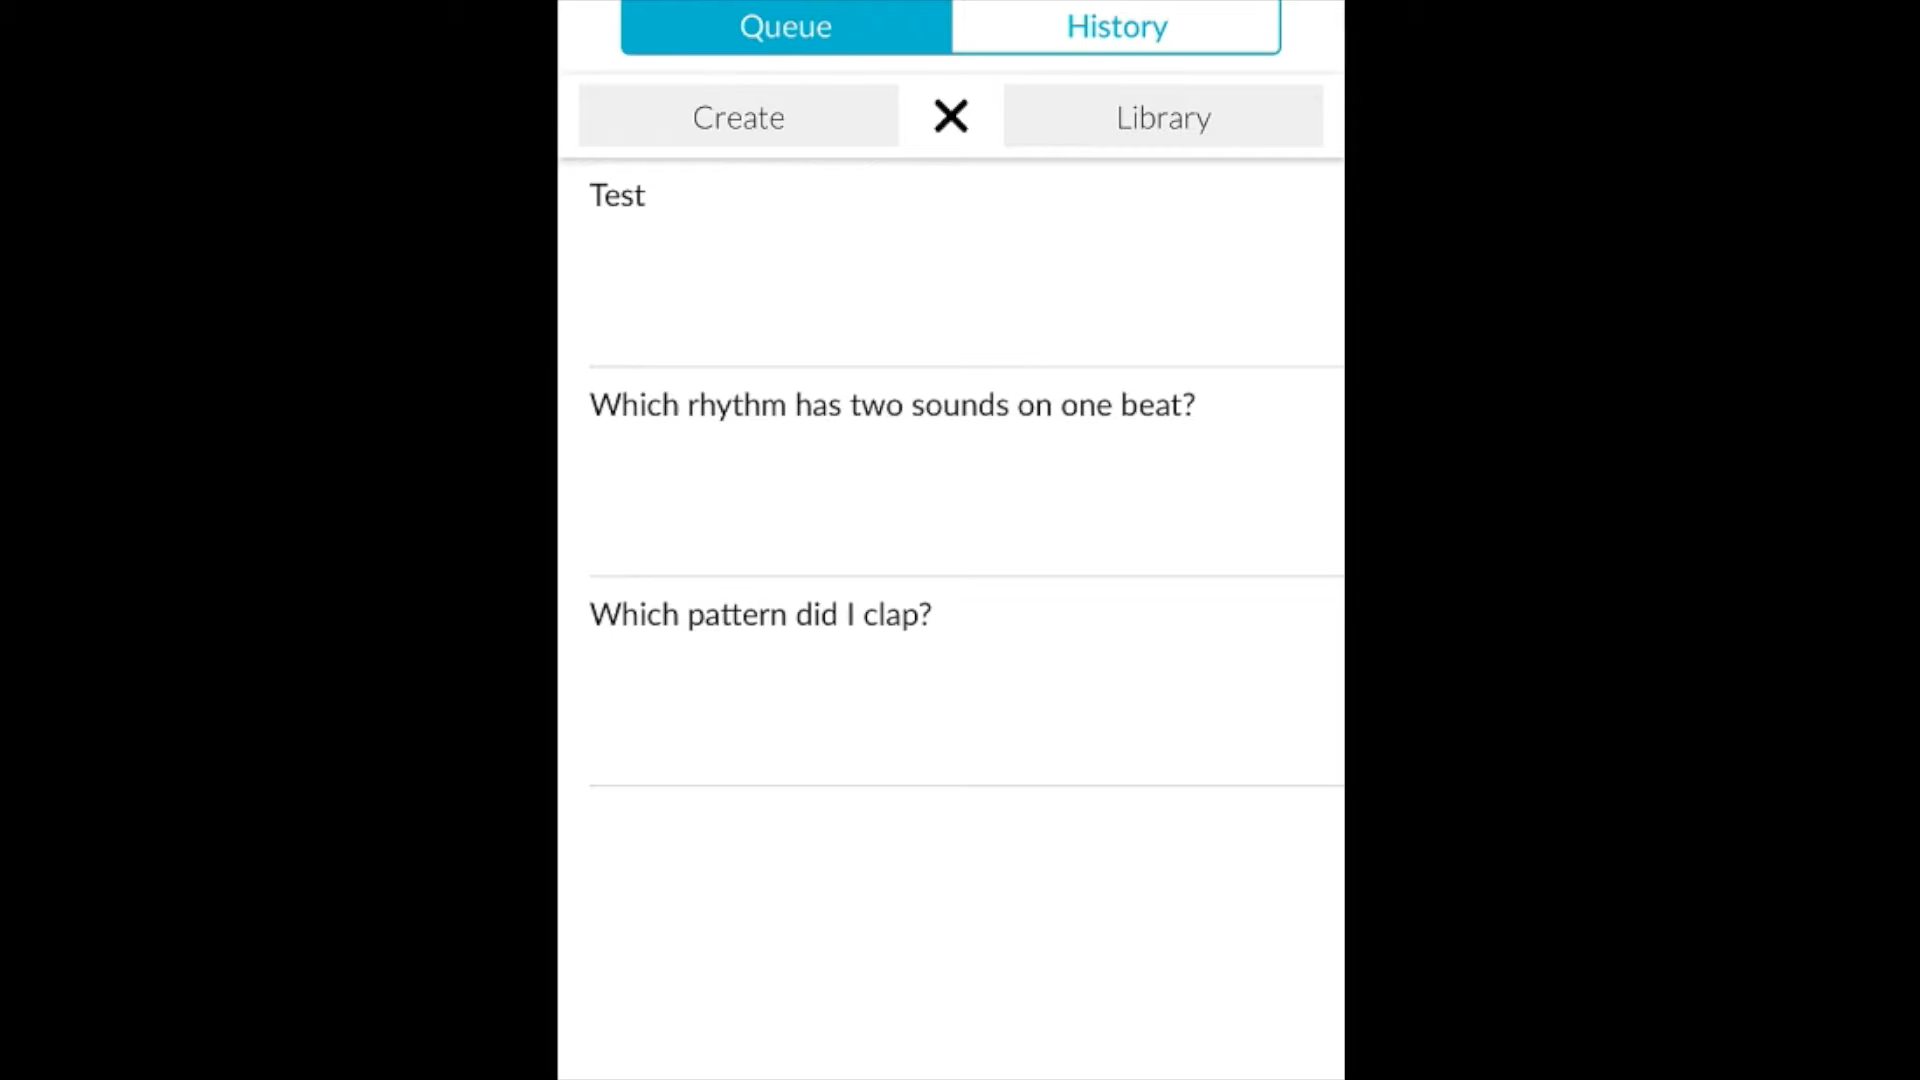 Queue History
Create Library
Test
Which rhythm has two sounds on one beat?
Which pattern did I clap?